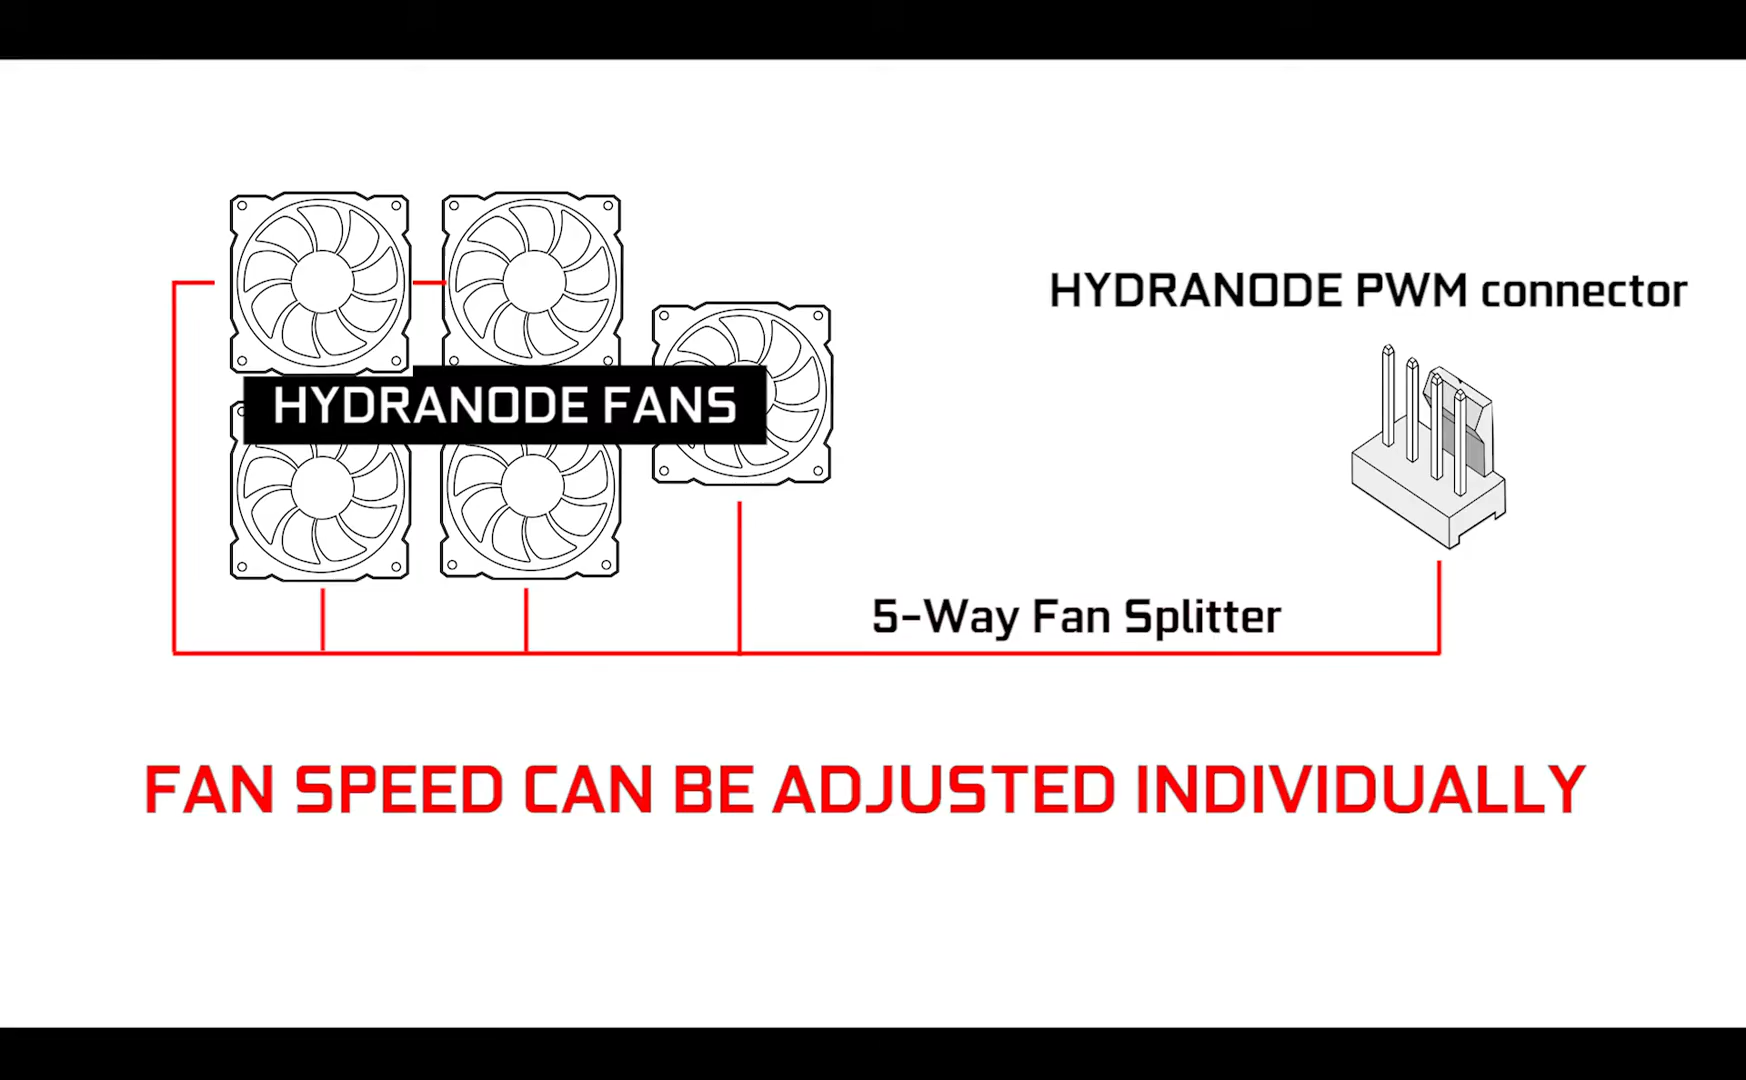 HYDRANODE PWM connector
HYDRANODE FANS
5-Way Fan Splitter
FAN SPEED CAN BE ADJUSTED INDIVIDUALLY